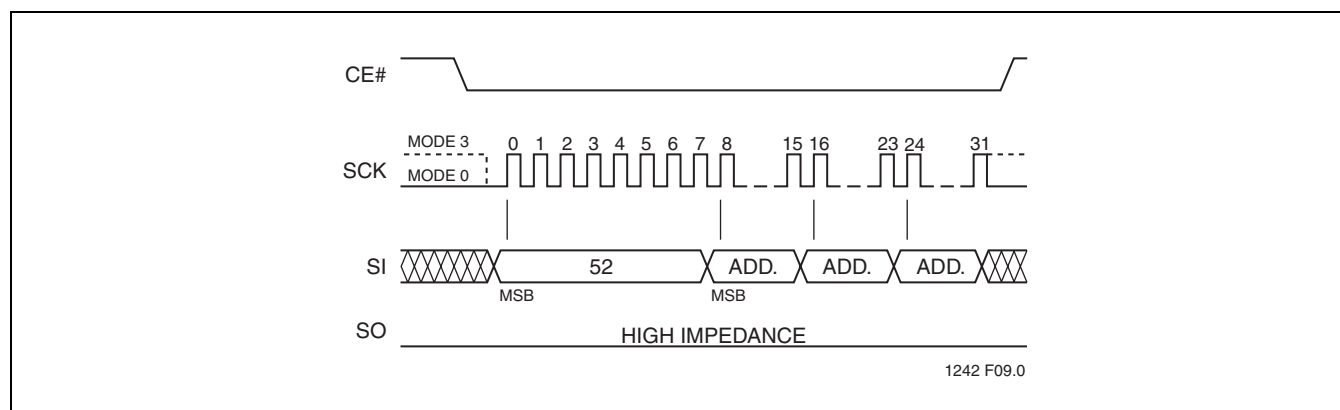 CE#
MODE 3
0 1 2 3 4 5 6 7 8 15 16 23 24 31
SCK
MODE 0
SI
52 ADD. ADD. ADD.
MSB MSB
SO
HIGH IMPEDANCE
1242 F09.0